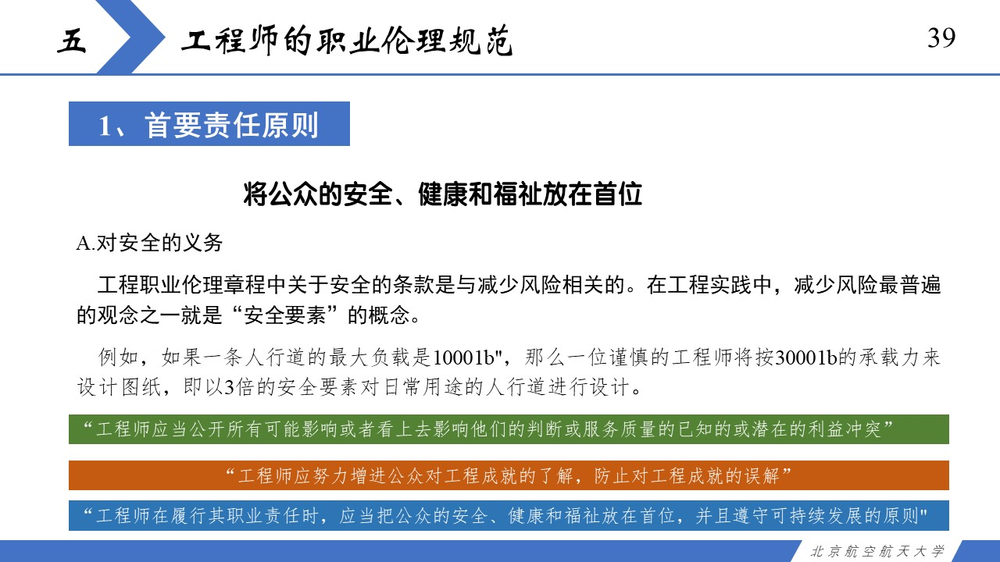 五
工程师的职业伦理规范
39
1、首要责任原则
将公众的安全、健康和福祉放在首位
A.对安全的义务
工程职业伦理章程中关于安全的条款是与减少风险相关的。在工程实践中，减少风险最普遍
的观念之一就是“安全要素”的概念。
例如，如果一条人行道的最大负载是10001b"，那么一位谨慎的工程师将按30001b的承载力来
设计图纸，即以3倍的安全要素对日常用途的人行道进行设计。
“工程师应当公开所有可能影响或者看上去影响他们的判断或服务质量的已知的或潜在的利益冲突”
“工程师应努力增进公众对工程成就的了解，防止对工程成就的误解”
“工程师在履行其职业责任时，应当把公众的安全、健康和福祉放在首位，并且遵守可持续发展的原则"
北京航空航天大学